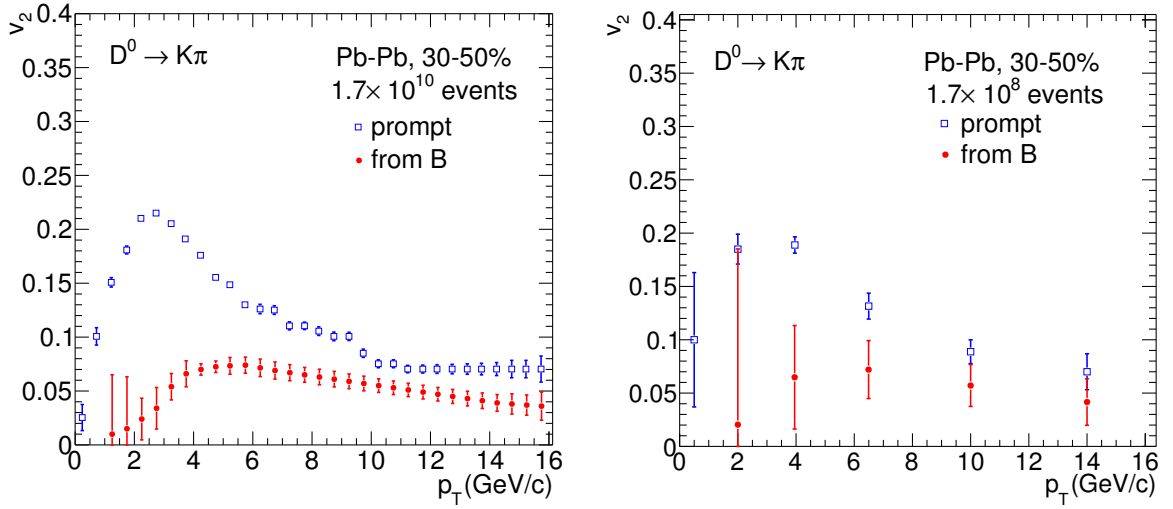 v₂
0.4
0.35
0.3
0.25
0.2
0.15
0.1
0.05
0
D⁰ → Kπ
Pb-Pb, 30-50%
1.7× 10¹⁰ events
prompt
from B
0 2 4 6 8 10 12 14 16
p_T (GeV/c)
v₂
0.4
0.35
0.3
0.25
0.2
0.15
0.1
0.05
0
D⁰→ Kπ
Pb-Pb, 30-50%
1.7× 10⁸ events
prompt
from B
0 2 4 6 8 10 12 14 16
p_T (GeV/c)